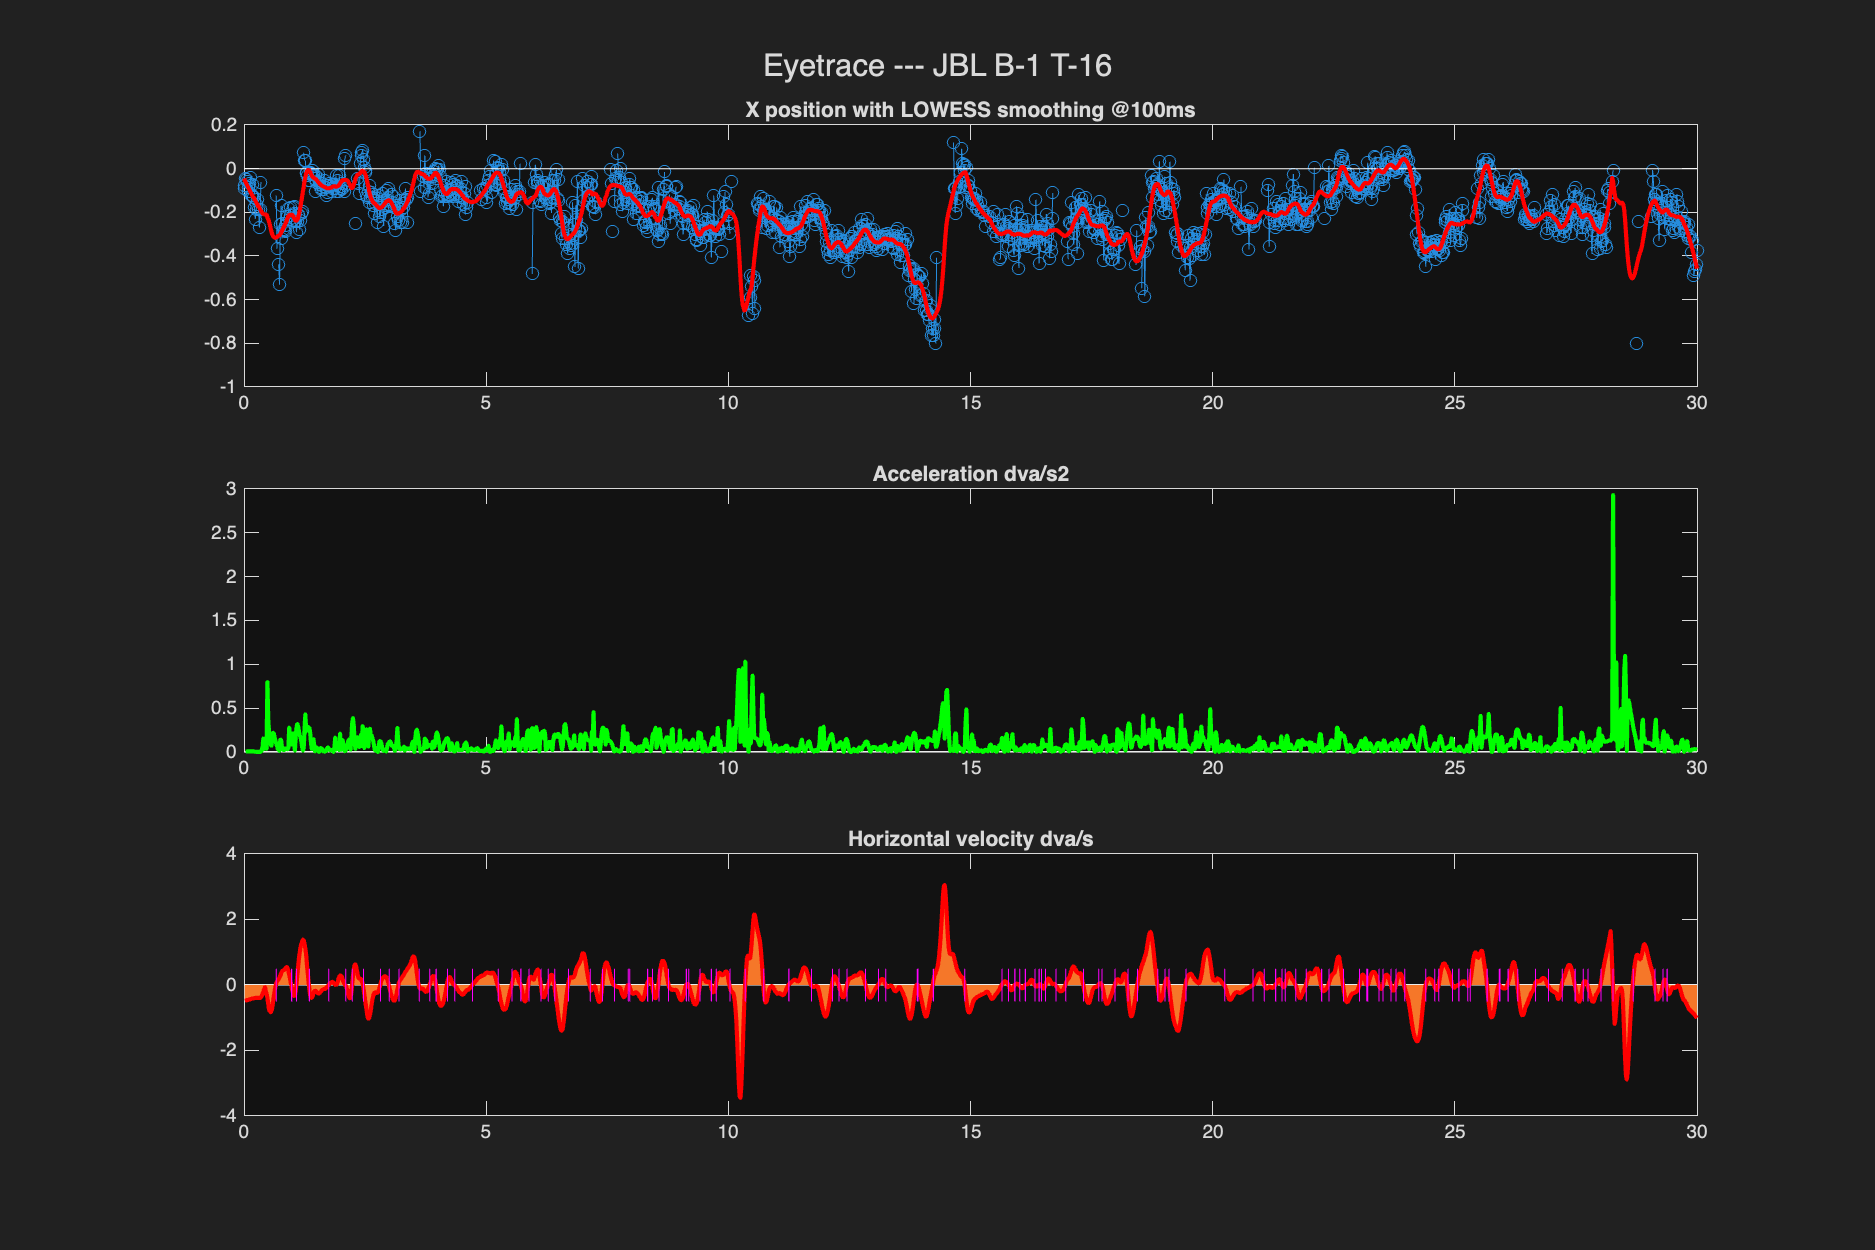 Eyetrace --- JBL B-1 T-16
X position with LOWESS smoothing @100ms
0.2
0
-0.2
-0.4
-0.6
-0.8
-1
0 5 10 15 20 25 30
Acceleration dva/s2
3
2.5
2
1.5
1
0.5
0
0 5 10 15 20 25 30
Horizontal velocity dva/s
4
2
0
-2
-4
0 5 10 15 20 25 30